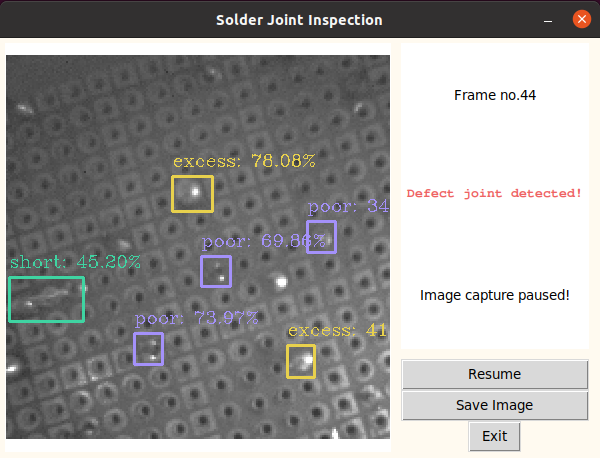 Solder Joint Inspection
Frame no.44
excess: 78.08%
Defect joint detected!
poor: 34
poor: 69.86%
short: 45.20%
Image capture paused!
poor: 73.97%
excess: 41
Resume
Save Image
Exit